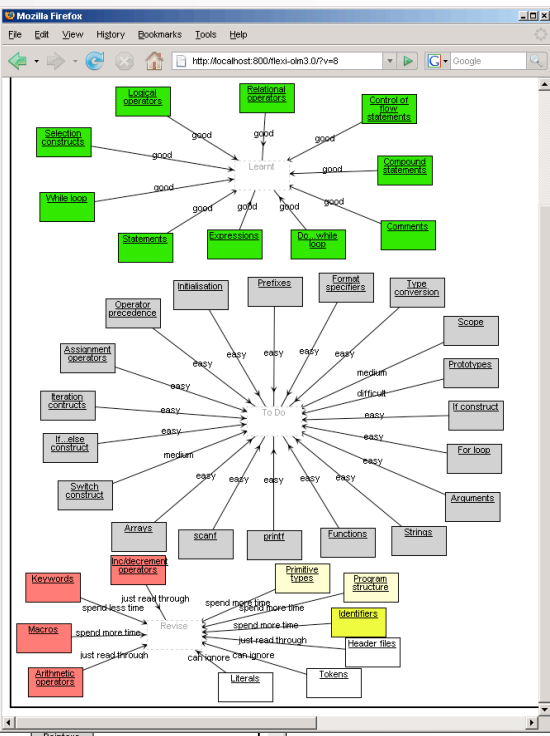 Mozilla Firefox
File Edit View History Bookmarks Tools Help
http://localhost:800/flexi-olm3.0/?v=8
G Google
Logical
operators
Relational
operators
Control of
flow
statements
Selection
constructs
good
good
good
good
Learnt
good
Compound
statements
While loop
good
good
good
good
good
Statements
Expressions
Do...while
loop
Comments
Initialisation
Prefixes
Format
specifiers
Type
conversion
Operator
precedence
Scope
Assignment
operators
easy
easy
easy
easy
easy
medium
Prototypes
easy
difficult
Iteration
contructs
easy
To Do
easy
If construct
If...else
construct
easy
easy
For loop
medium
easy
Switch
construct
easy
easy
easy
easy
easy
Arguments
Arrays
scanf
printf
Functions
Strings
Inc/decrement
operators
Primitive
types
Program
structure
Keywords
just read through
spend less time
spend more time
spend more time
Identifiers
Macros
spend more time
Revise
spend more time
just read through
Header files
just read through
can ignore
can ignore
Arithmetic
operators
Literals
Tokens